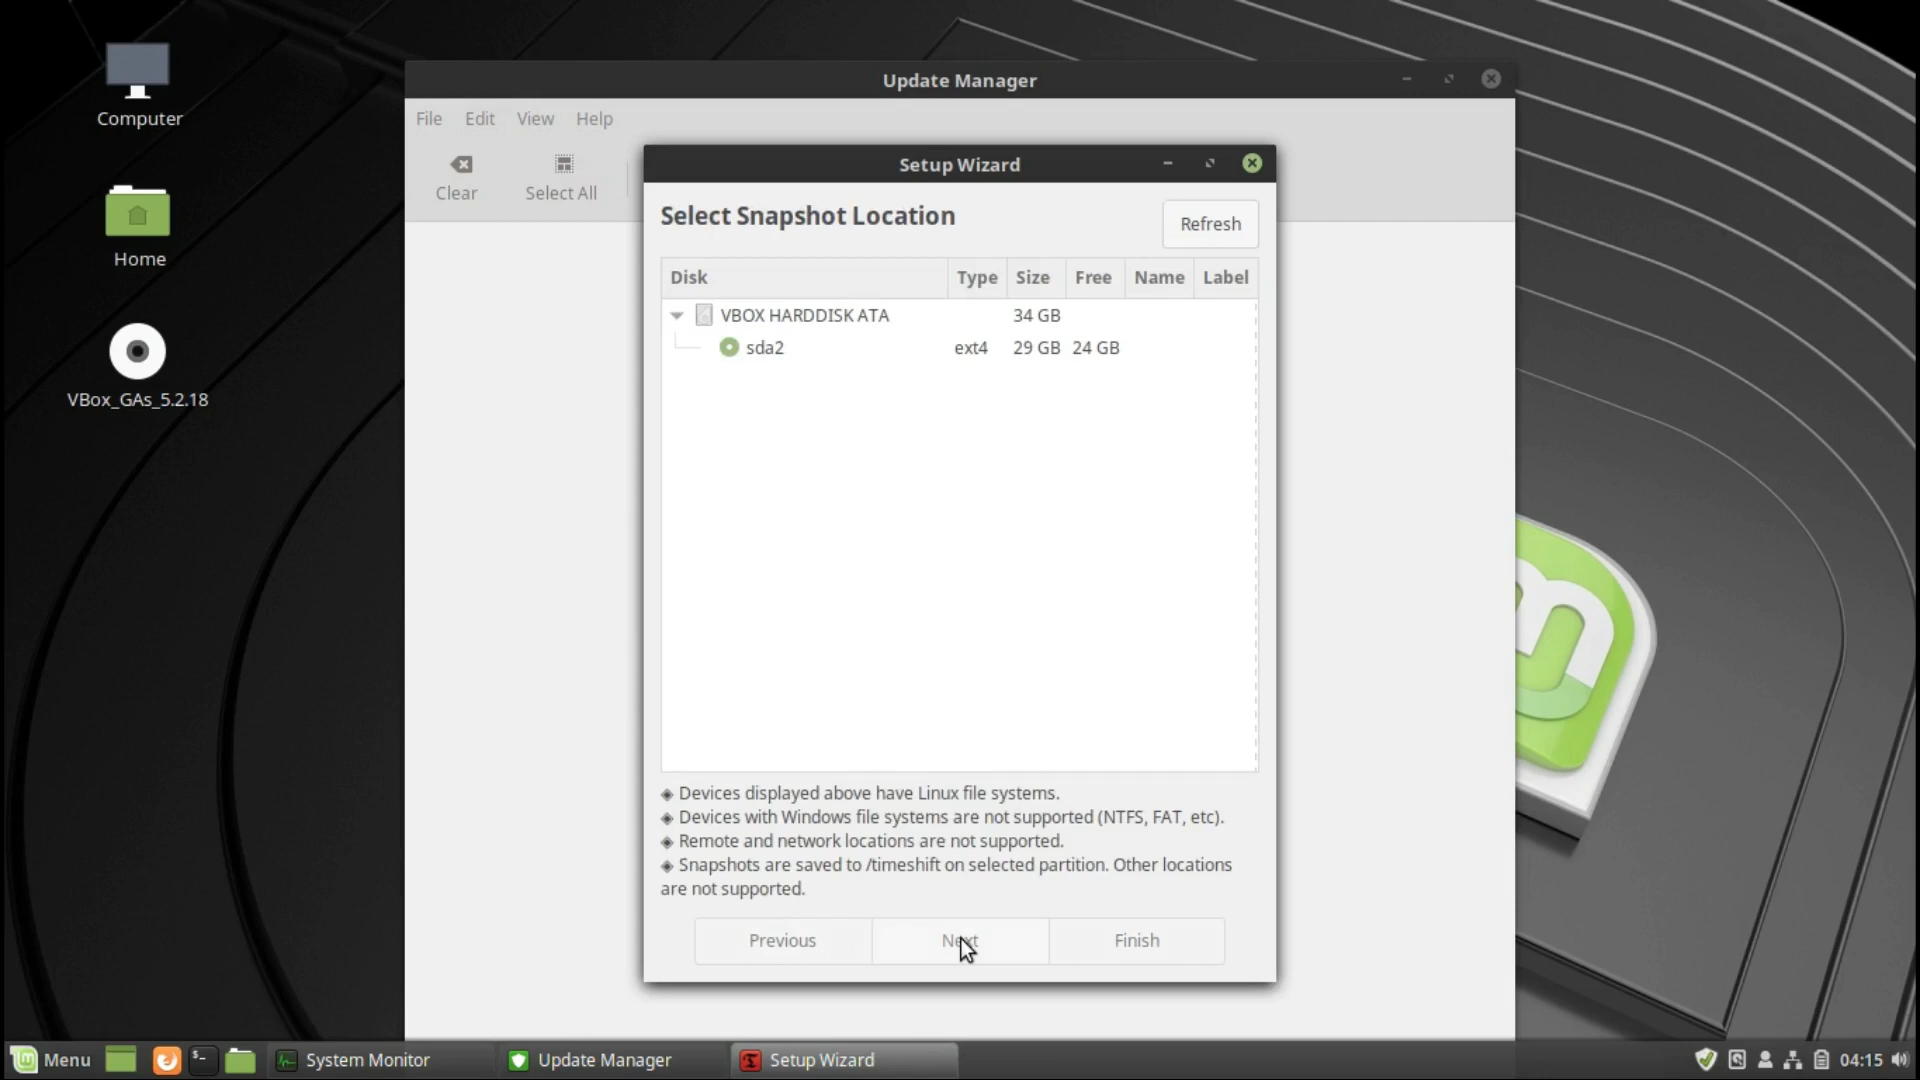 Computer
Home
VBox_GAs_5.2.18
Update Manager
File Edit View Help
Clear Select All
Setup Wizard
Select Snapshot Location
Refresh
Disk Type Size Free Name Label
VBOX HARDDISK ATA 34 GB
sda2 ext4 29 GB 24 GB
◈ Devices displayed above have Linux file systems.
◈ Devices with Windows file systems are not supported (NTFS, FAT, etc).
◈ Remote and network locations are not supported.
◈ Snapshots are saved to /timeshift on selected partition. Other locations
are not supported.
Previous Next Finish
Menu System Monitor Update Manager Setup Wizard 04:15